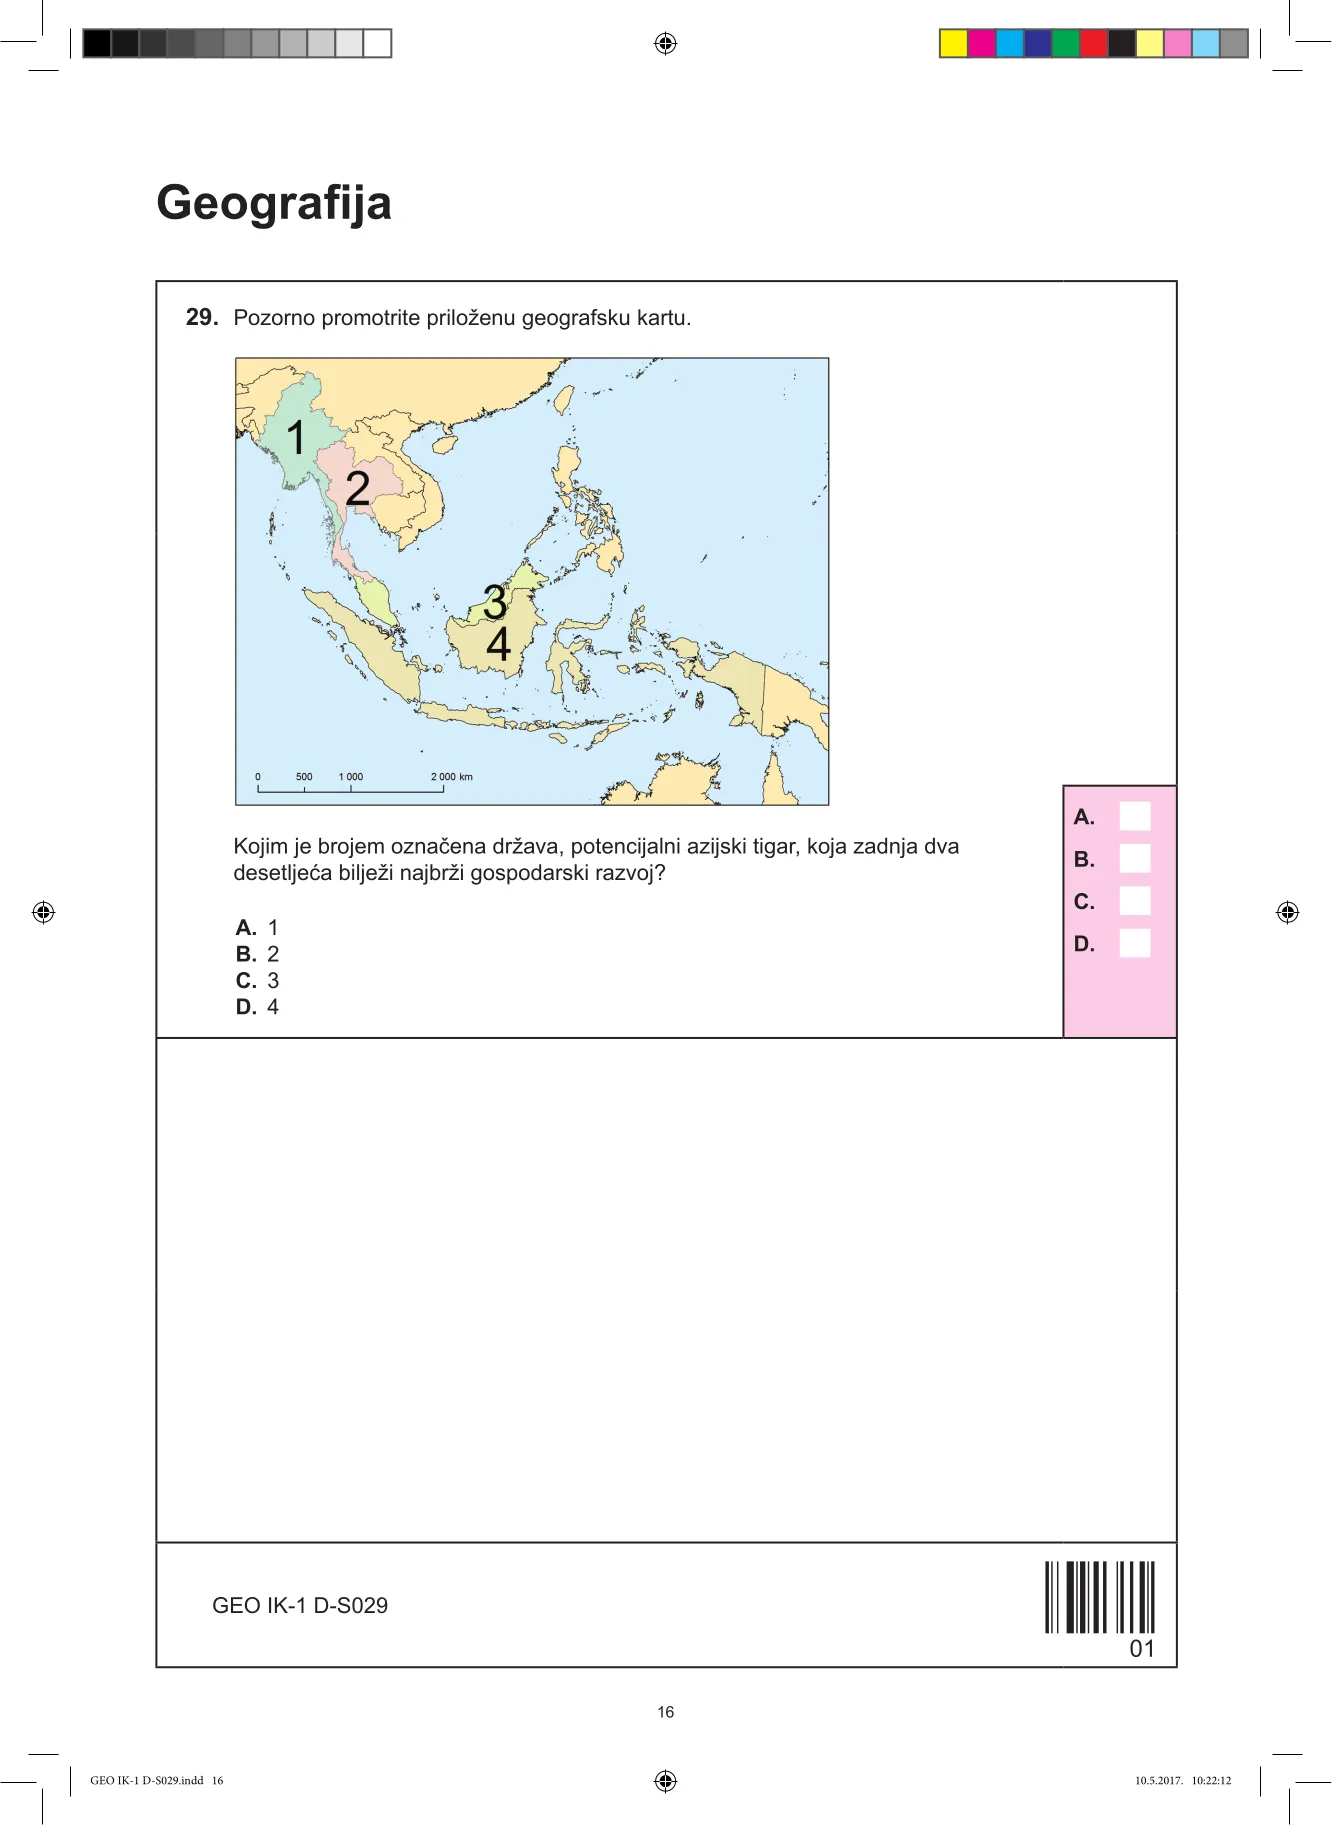 Geografija
29. Pozorno promotrite priloženu geografsku kartu.
1
2
3
4
0 500 1 000 2 000 km
Kojim je brojem označena država, potencijalni azijski tigar, koja zadnja dva
desetljeća bilježi najbrži gospodarski razvoj?
A. 1
B. 2
C. 3
D. 4
A.
B.
C.
D.
GEO IK-1 D-S029
01
16
GEO IK-1 D-S029.indd 16
10.5.2017. 10:22:12